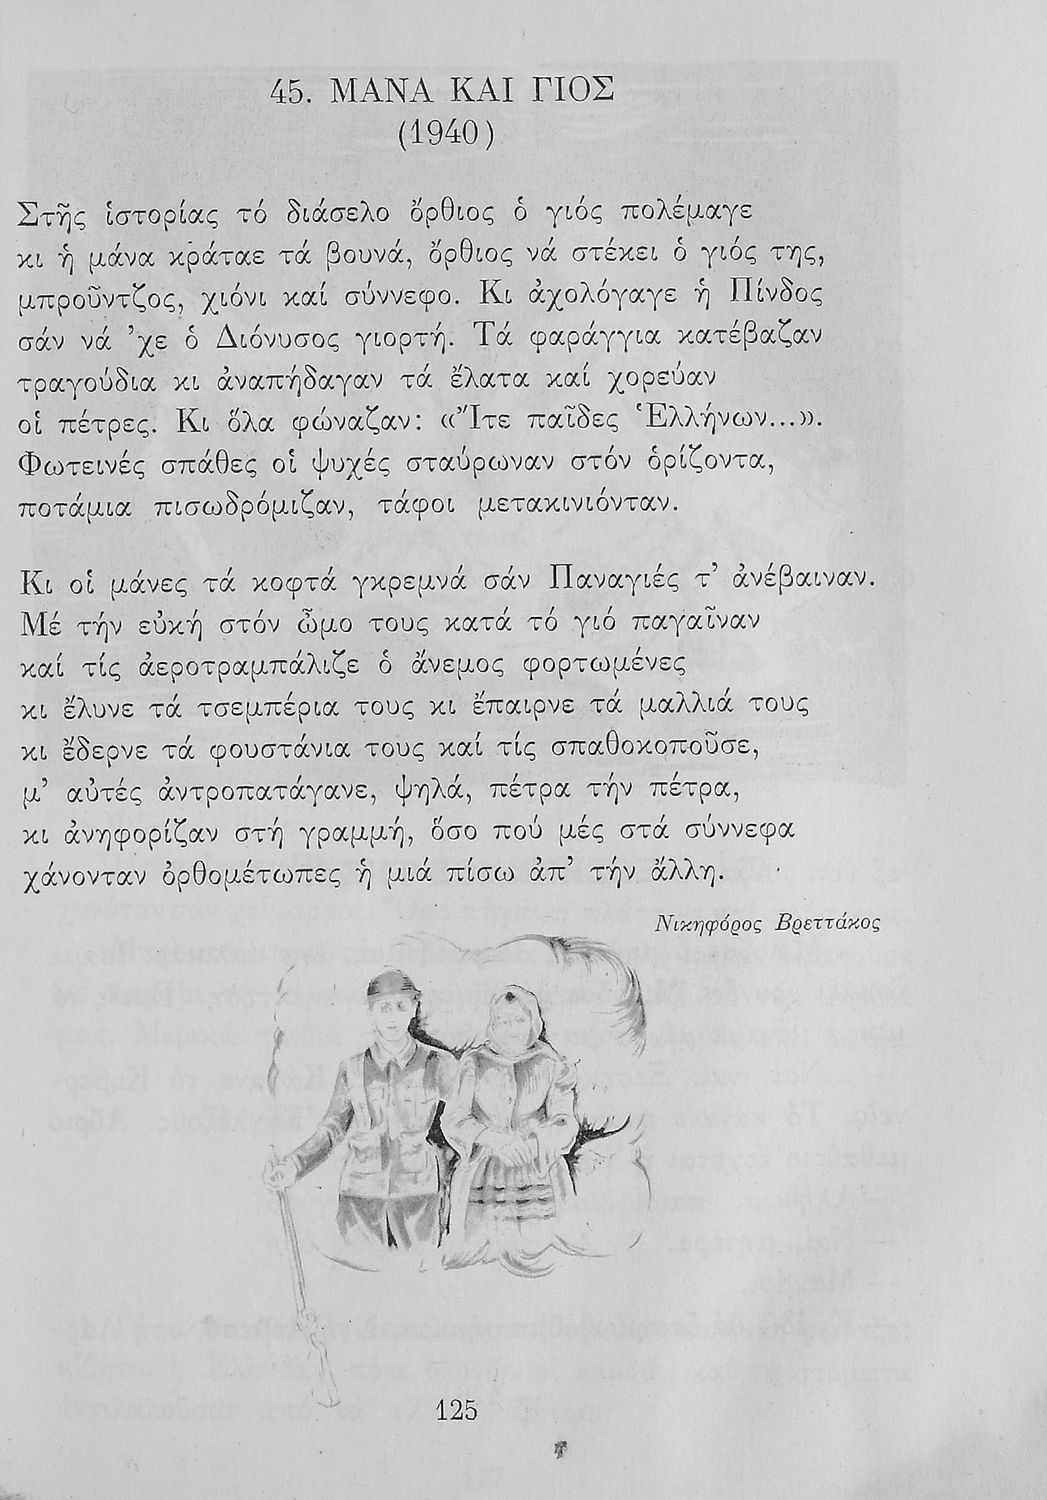 45. ΜΑΝΑ ΚΑΙ ΓΙΟΣ
(1940)
Στῆς ἱστορίας τό διάσελο ὄρθιος ὁ γιός πολέμαγε
κι ἡ μάνα κράταε τά βουνά, ὄρθιος νά στέκει ὁ γιός της,
μπροῦντζος, χιόνι καί σύννεφο. Κι ἀχολόγαγε ἡ Πίνδος
σάν νά ’χε ὁ Διόνυσος γιορτή. Τά φαράγγια κατέβαζαν
τραγούδια κι ἀναπήδαγαν τά ἔλατα καί χορεύαν
οἱ πέτρες. Κι ὅλα φώναζαν: «Ἴτε παῖδες Ἑλλήνων...».
Φωτεινές σπάθες οἱ ψυχές σταύρωναν στόν ὁρίζοντα,
ποτάμια πισωδρόμιζαν, τάφοι μετακινιόνταν.
Κι οἱ μάνες τά κοφτά γκρεμνά σάν Παναγιές τ’ ἀνέβαιναν.
Μέ τήν εὐκή στόν ὦμο τους κατά τό γιό παγαῖναν
καί τίς ἀεροτραμπάλιζε ὁ ἄνεμος φορτωμένες
κι ἔλυνε τά τσεμπέρια τους κι ἔπαιρνε τά μαλλιά τους
κι ἔδερνε τά φουστάνια τους καί τίς σπαθοκοποῦσε,
μ’ αὐτές ἀντροπατάγανε, ψηλά, πέτρα τήν πέτρα,
κι ἀνηφορίζαν στή γραμμή, ὅσο πού μές στά σύννεφα
χάνονταν ὀρθομέτωπες ἡ μιά πίσω ἀπ’ τήν ἄλλη.
Νικηφόρος Βρεττάκος
125